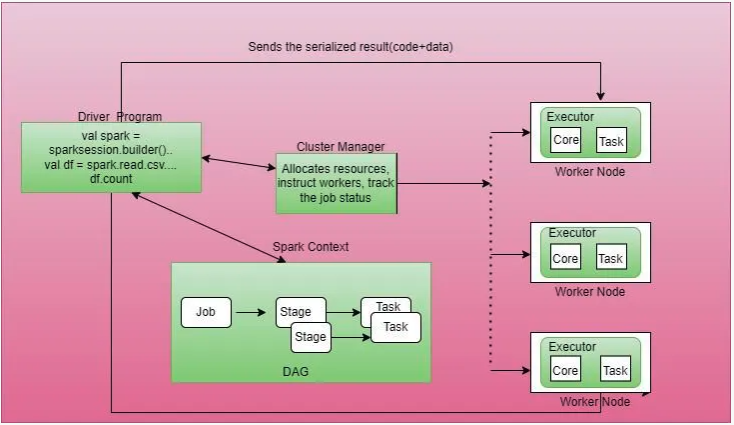 Sends the serialized result(code+data)
Driver Program
val spark =
sparksession.builder()..
val df = spark.read.csv....
df.count
Cluster Manager
Allocates resources,
instruct workers, track
the job status
Executor
Core
Task
Worker Node
Spark Context
Job
Stage
Task
Stage
Task
DAG
Executor
Core
Task
Worker Node
Executor
Core
Task
Worker Node